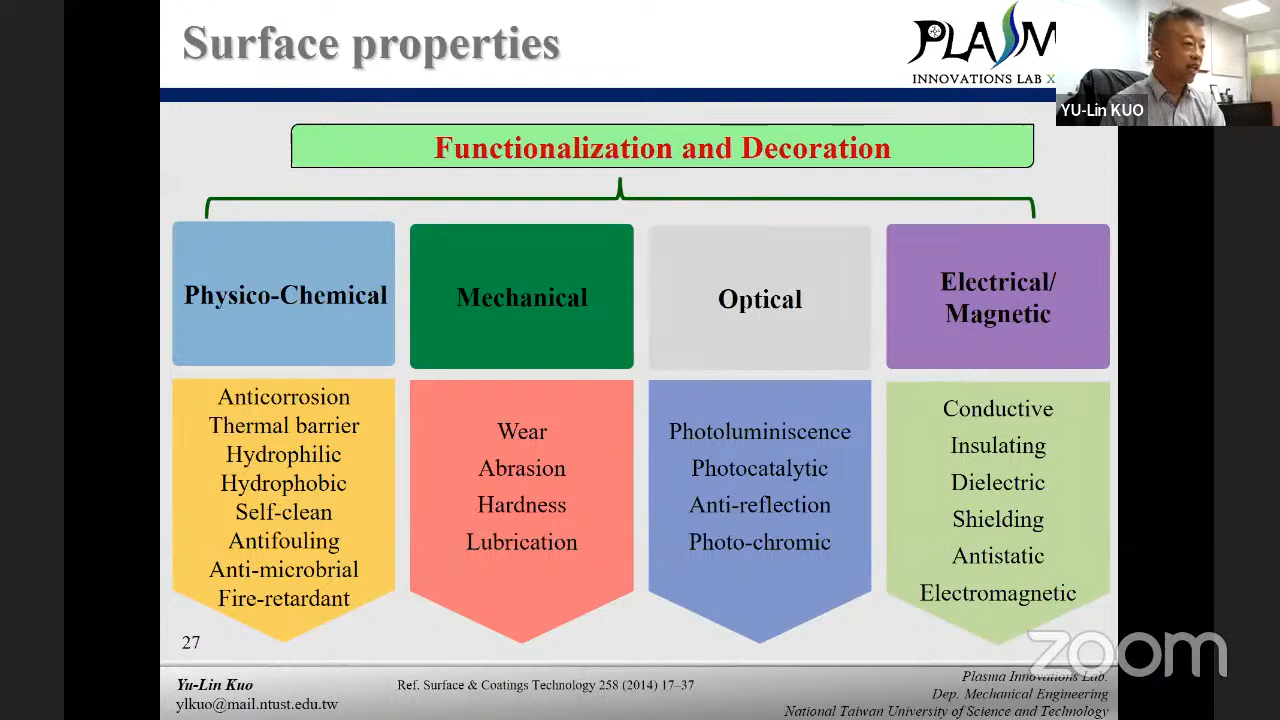 Surface properties
PLASM
INNOVATIONS LAB X
YU-Lin KUO
Functionalization and Decoration
Physico-Chemical
Mechanical
Optical
Electrical/
Magnetic
Anticorrosion
Thermal barrier
Hydrophilic
Hydrophobic
Self-clean
Antifouling
Anti-microbrial
Fire-retardant
Wear
Abrasion
Hardness
Lubrication
Photoluminiscence
Photocatalytic
Anti-reflection
Photo-chromic
Conductive
Insulating
Dielectric
Shielding
Antistatic
Electromagnetic
27
zoom
Yu-Lin Kuo
ylkuo@mail.ntust.edu.tw
Ref. Surface & Coatings Technology 258 (2014) 17–37
Plasma Innovations Lab.
Dep. Mechanical Engineering
National Taiwan University of Science and Technology